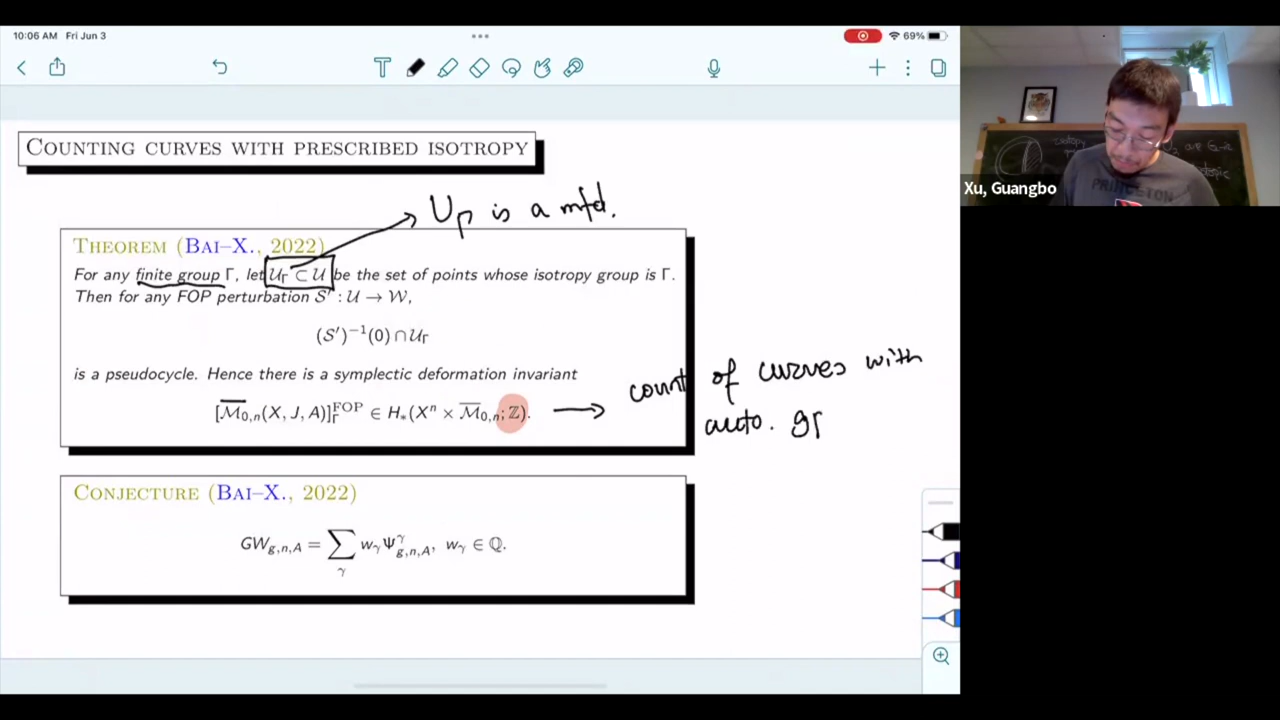 10:06 AM Fri Jun 3
69%
COUNTING CURVES WITH PRESCRIBED ISOTROPY
U_Γ is a mfd.
THEOREM (BAI–X., 2022)
For any finite group Γ, let 𝒰_Γ ⊂ 𝒰 be the set of points whose isotropy group is Γ.
Then for any FOP perturbation 𝒮′ : 𝒰 → 𝒲,
(𝒮′)⁻¹(0) ∩ 𝒰_Γ
is a pseudocycle. Hence there is a symplectic deformation invariant
[ℳ̅_{0,n}(X, J, A)]_Γ^{FOP} ∈ H_*(X^n × ℳ̅_{0,n}; ℤ).
count of curves with
auto. gr
CONJECTURE (BAI–X., 2022)
GW_{g,n,A} = ∑_γ w_γ Ψ^γ_{g,n,A}, w_γ ∈ ℚ.
Xu, Guangbo
PRINCETON